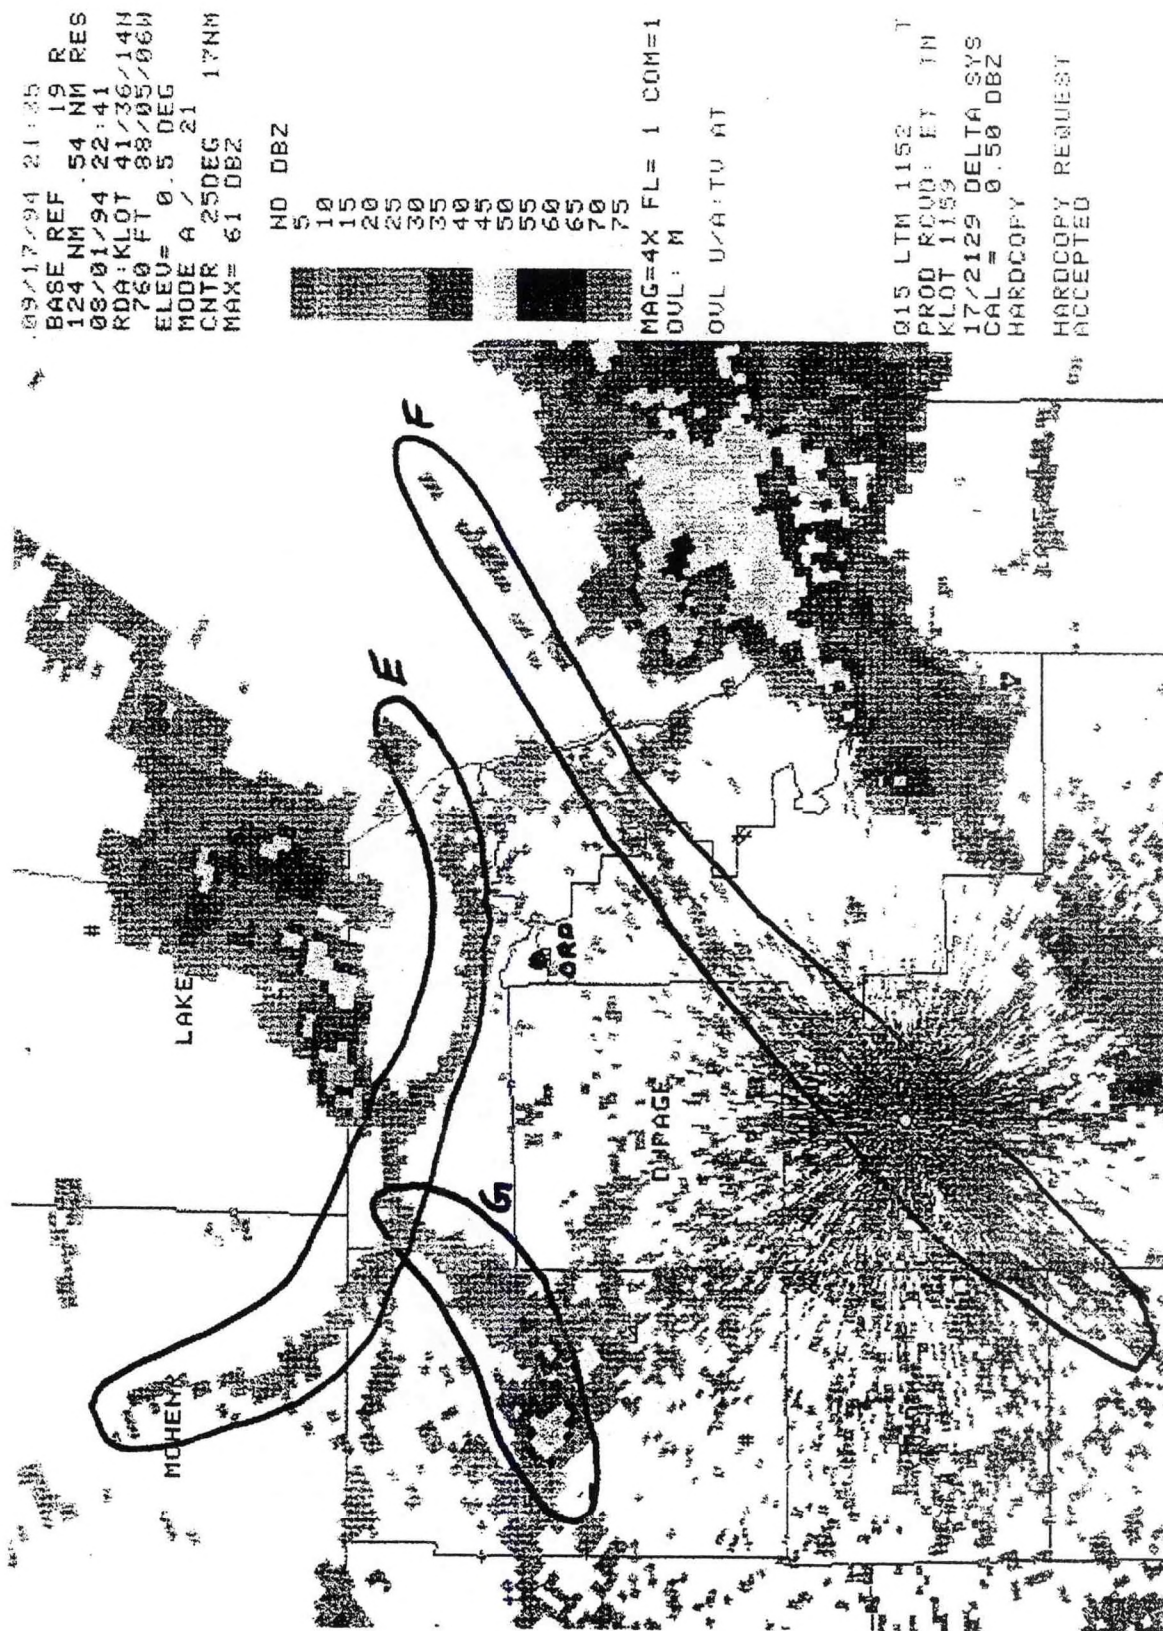 09/17/94 21:35
BASE REF 19 R
124 NM .54 NM RES
08/01/94 22:41
RDA:KLOT 41/36/14N
760 FT 88/05/06W
ELEV= 0.5 DEG
MODE A / 21
CNTR 25DEG 17NM
MAX= 61 DBZ
ND DBZ
5
10
15
20
25
30
35
40
45
50
55
60
65
70
75
MAG=4X FL= 1 COM=1
OVL: M
OVL U/A:TV AT
Q15 LTM 1152 T
PROD RCVD: ET IN
KLOT 1159
17/2129 DELTA SYS
CAL = 0.50 DBZ
HARDCOPY
HARDCOPY REQUEST
ACCEPTED
F
E
LAKE
ORD
MCHENRY
G
DUPAGE